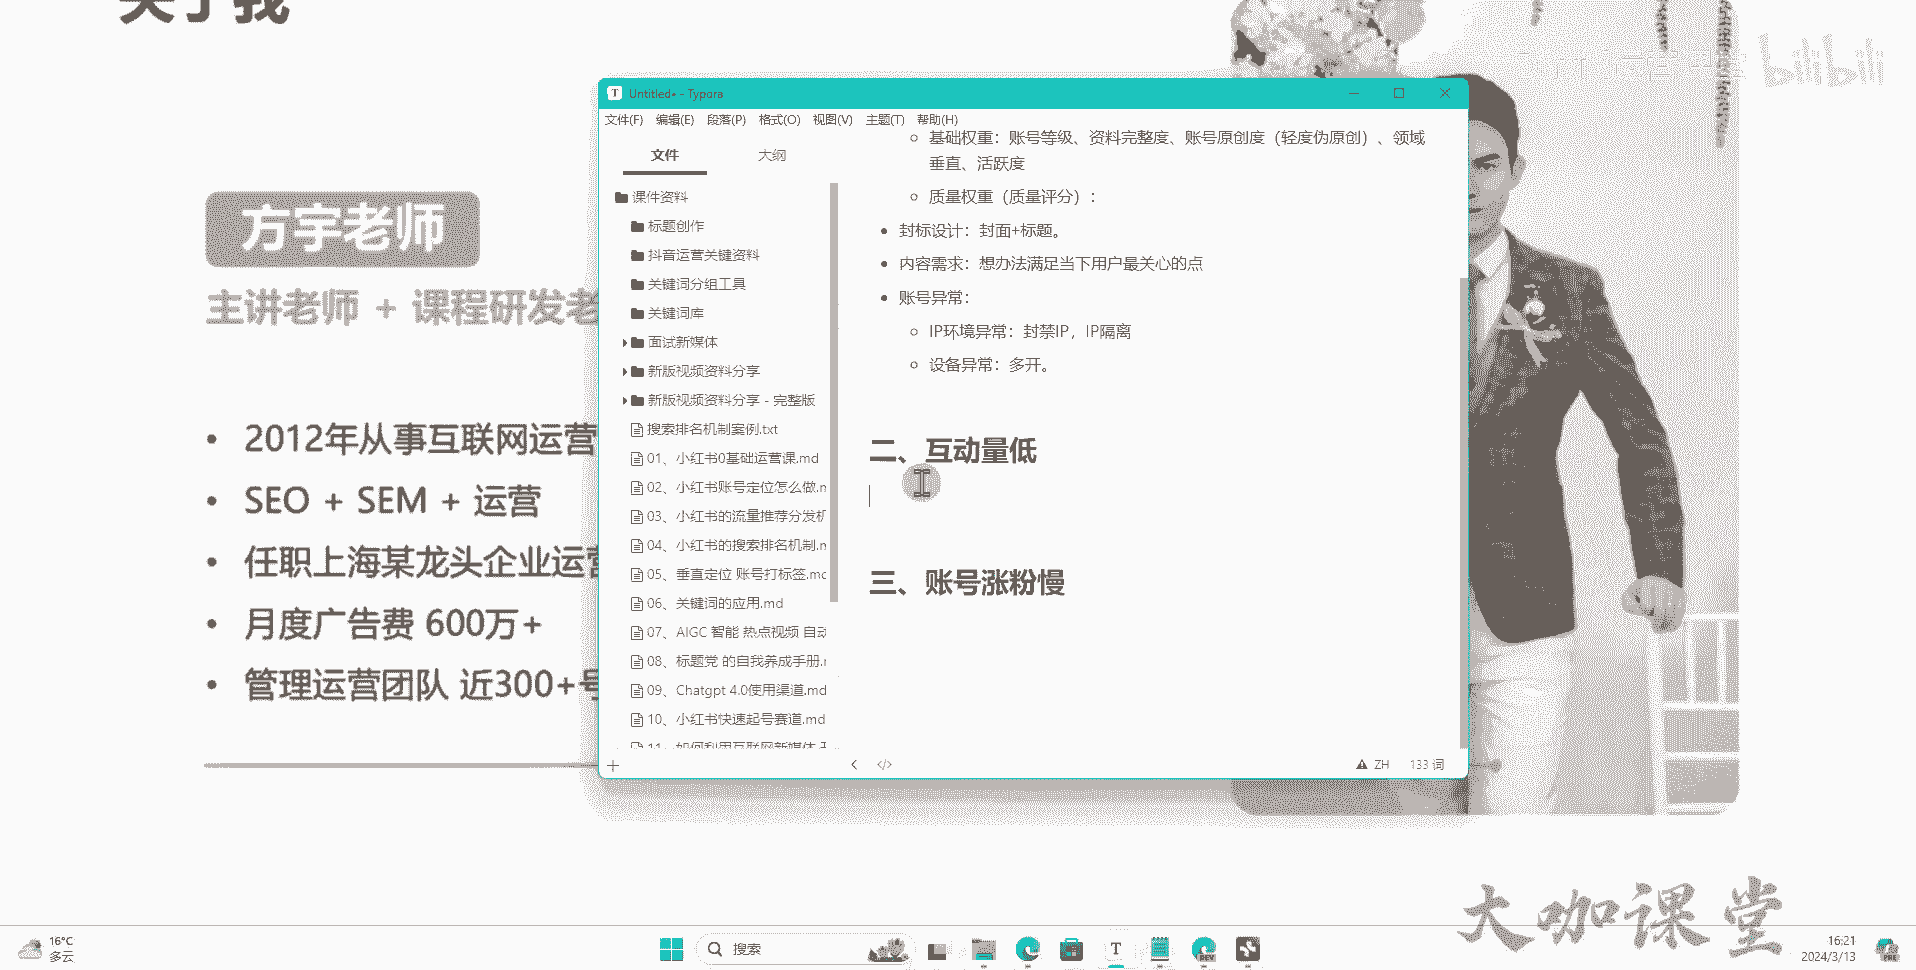 关于我
bilibili
方宇老师
主讲老师 + 课程研发老
2012年从事互联网运营
SEO + SEM + 运营
任职上海某龙头企业运营
月度广告费 600万+
管理运营团队 近300+号
Untitled• - Typora
文件(F) 编辑(E) 段落(P) 格式(O) 视图(V) 主题(T) 帮助(H)
文件 大纲
课件资料
标题创作
抖音运营关键资料
关键词分组工具
关键词库
面试新媒体
新版视频资料分享
新版视频资料分享 - 完整版
搜索排名机制案例.txt
01、小红书0基础运营课.md
02、小红书账号定位怎么做.m
03、小红书的流量推荐分发机
04、小红书的搜索排名机制.m
05、垂直定位 账号打标签.md
06、关键词的应用.md
07、AIGC 智能 热点视频 自动
08、标题党 的自我养成手册.m
09、Chatgpt 4.0使用渠道.md
10、小红书快速起号赛道.md
11、如何利用互联网新媒体
基础权重：账号等级、资料完整度、账号原创度（轻度伪原创）、领域
垂直、活跃度
质量权重（质量评分）：
封标设计：封面+标题。
内容需求：想办法满足当下用户最关心的点
账号异常：
IP环境异常：封禁IP，IP隔离
设备异常：多开。
二、互动量低
三、账号涨粉慢
ZH 133 词
大咖课堂
16°C
多云
搜索
16:21
2024/3/13